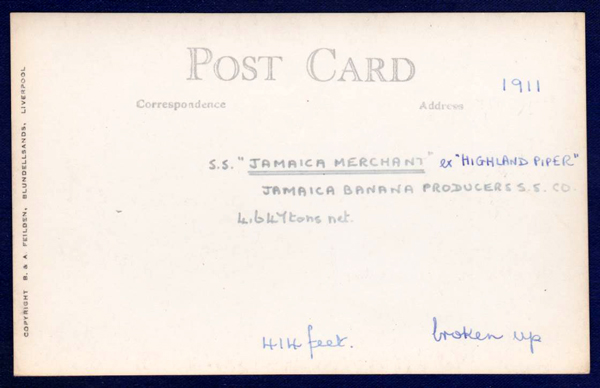 POST CARD
1911
Correspondence
Address
S.S. "JAMAICA MERCHANT" ex "HIGHLAND PIPER"
JAMAICA BANANA PRODUCERS S.S. CO.
4,647 tons net.
414 feet.
broken up
COPYRIGHT B. & A. FEILDEN, BLUNDELLSANDS, LIVERPOOL